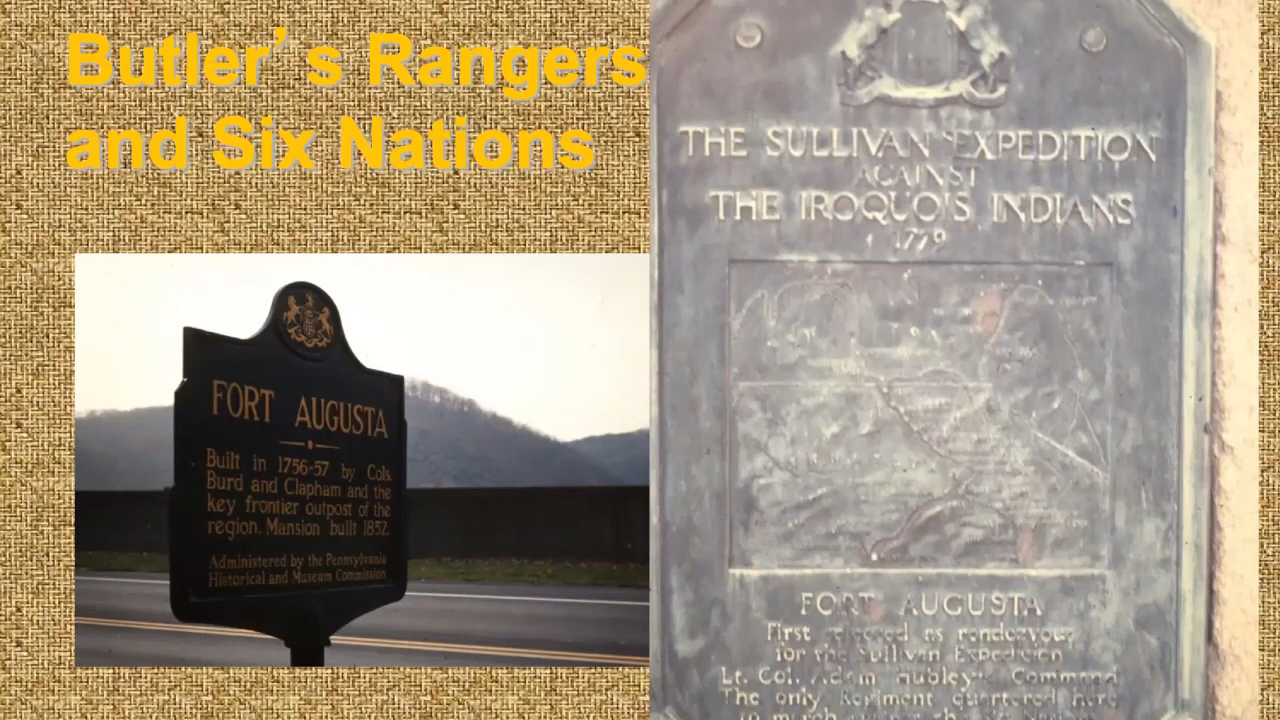 Butler’s Rangers
and Six Nations
FORT AUGUSTA
Built in 1756-57 by Cols.
Burd and Clapham and the
key frontier outpost of the
region. Mansion built 1852.
Administered by the Pennsylvania
Historical and Museum Commission
THE SULLIVAN EXPEDITION
AGAINST
THE IROQUOIS INDIANS
1779
FORT AUGUSTA
First selected as rendezvous
for the Sullivan Expedition
Lt. Col. Adam Hubley's Command
The only Regiment quartered here
to march